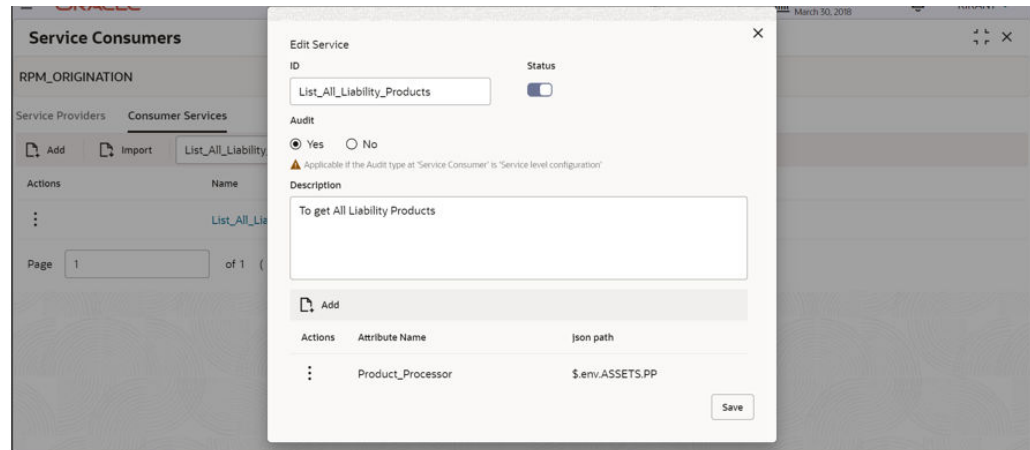 ORACLE
March 30, 2018
Service Consumers
RPM_ORIGINATION
Service Providers Consumer Services
Add Import List_All_Liability
Actions Name
List_All_Lia
Page 1 of 1 (
Edit Service
ID Status
List_All_Liability_Products
Audit
Yes No
Applicable if the Audit type at 'Service Consumer' is 'Service level configuration'
Description
To get All Liability Products
Add
Actions Attribute Name Json path
Product_Processor $.env.ASSETS.PP
Save